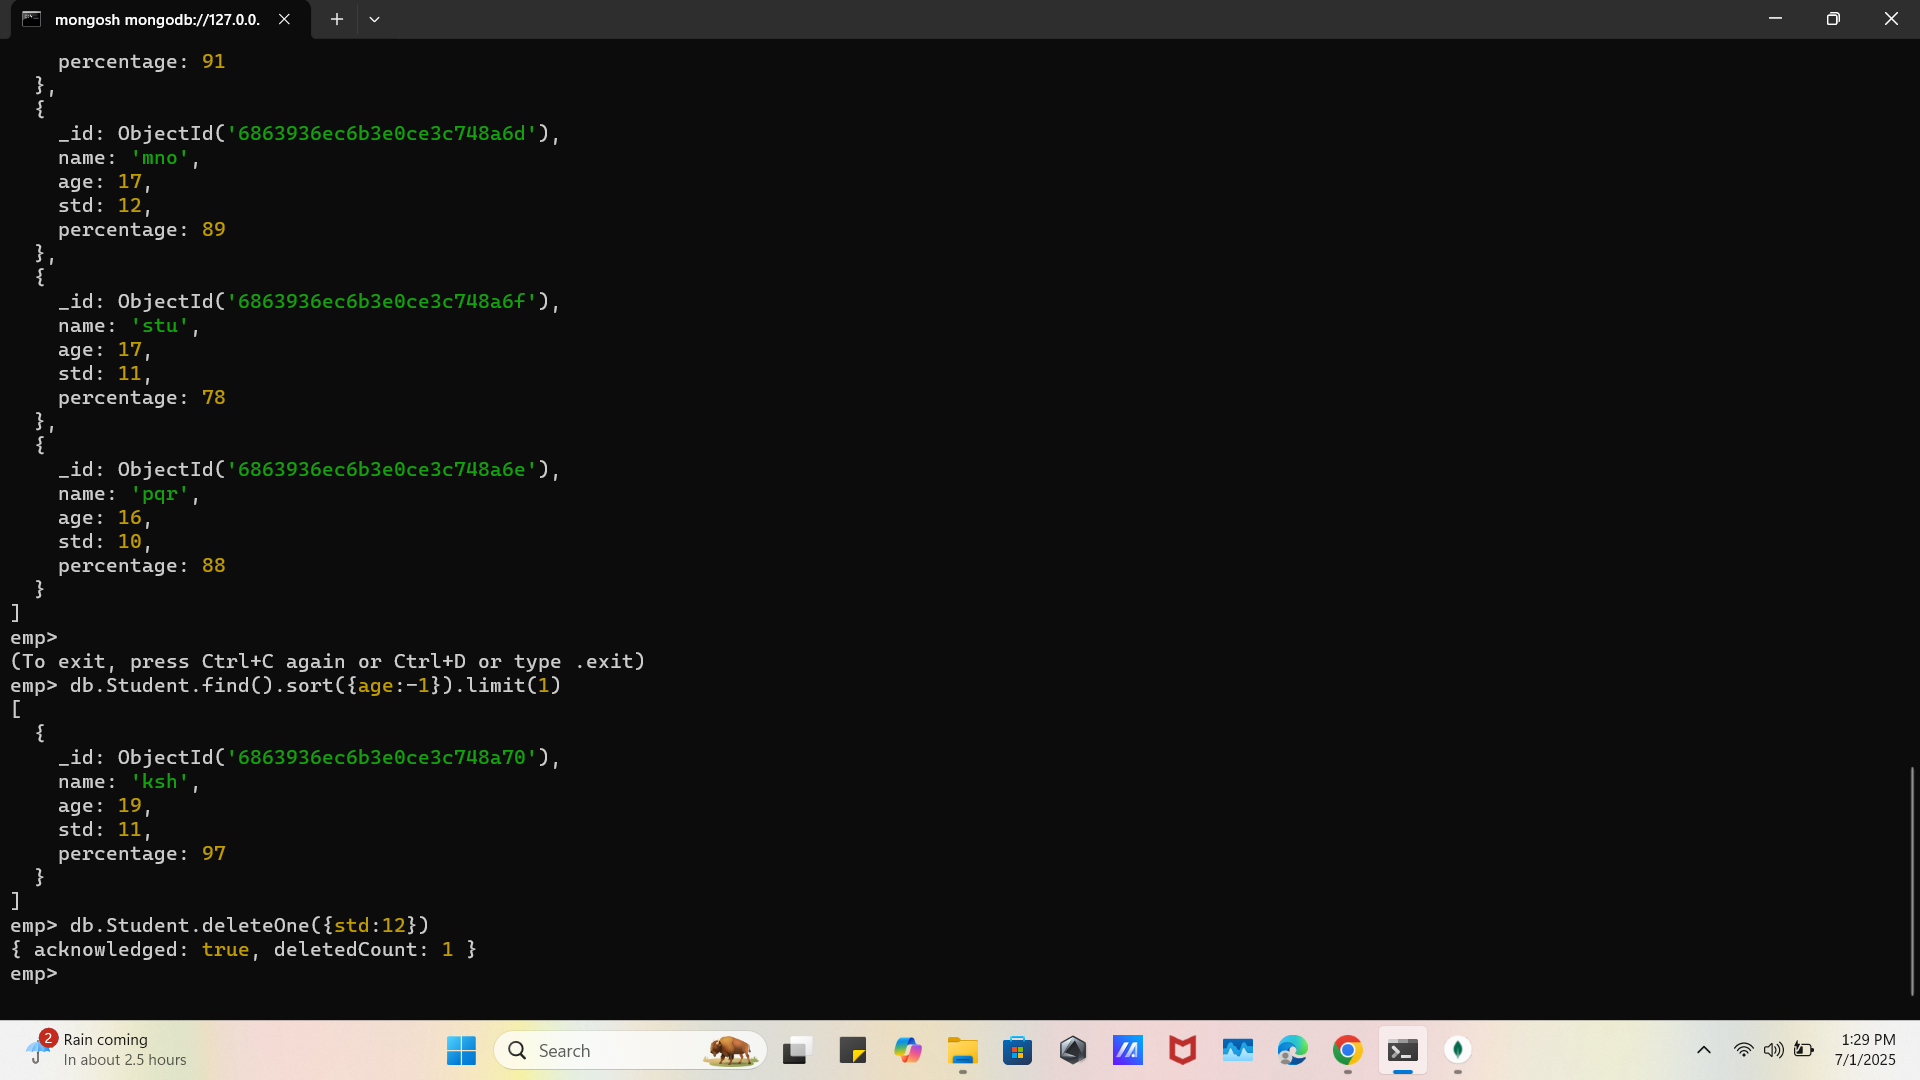 mongosh mongodb://127.0.0.
percentage: 91
},
{
_id: ObjectId('6863936ec6b3e0ce3c748a6d'),
name: 'mno',
age: 17,
std: 12,
percentage: 89
},
{
_id: ObjectId('6863936ec6b3e0ce3c748a6f'),
name: 'stu',
age: 17,
std: 11,
percentage: 78
},
{
_id: ObjectId('6863936ec6b3e0ce3c748a6e'),
name: 'pqr',
age: 16,
std: 10,
percentage: 88
}
]
emp>
(To exit, press Ctrl+C again or Ctrl+D or type .exit)
emp> db.Student.find().sort({age:-1}).limit(1)
[
{
_id: ObjectId('6863936ec6b3e0ce3c748a70'),
name: 'ksh',
age: 19,
std: 11,
percentage: 97
}
]
emp> db.Student.deleteOne({std:12})
{ acknowledged: true, deletedCount: 1 }
emp>
2
Rain coming
In about 2.5 hours
Search
1:29 PM
7/1/2025